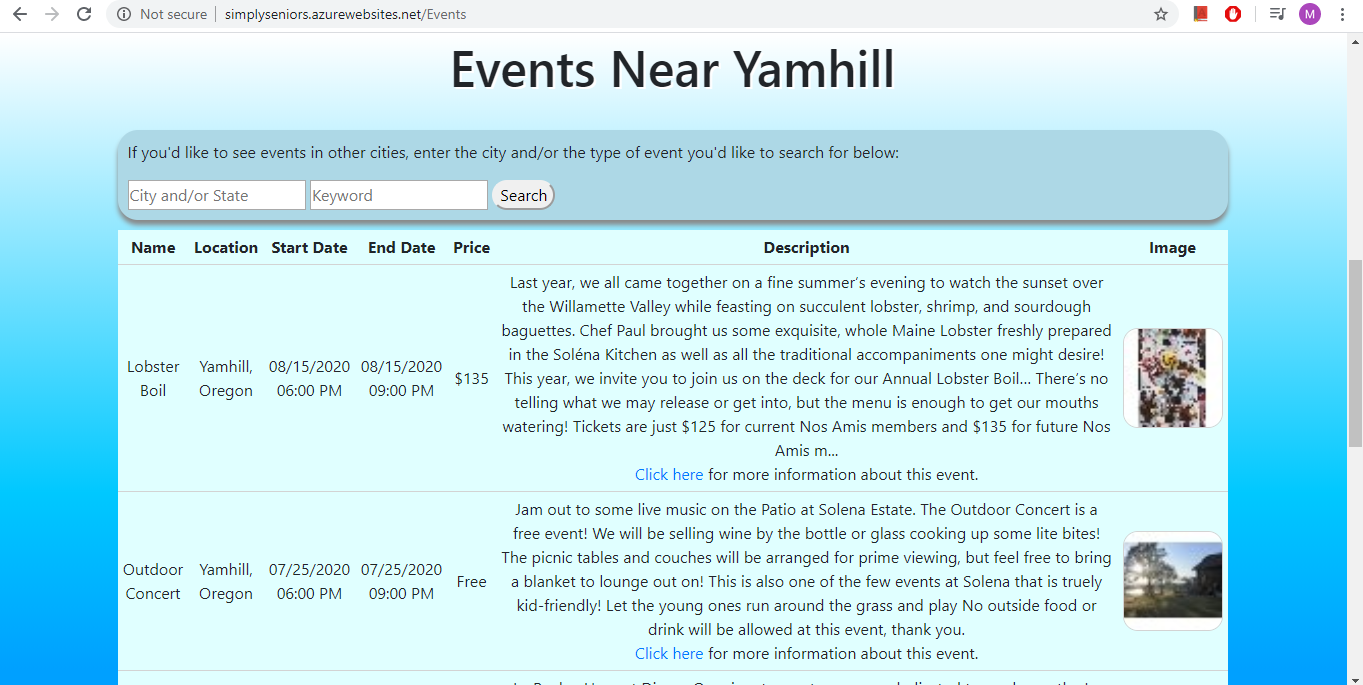 Not secure | simplyseniors.azurewebsites.net/Events
M
Events Near Yamhill
If you'd like to see events in other cities, enter the city and/or the type of event you'd like to search for below:
City and/or State Keyword Search
Name Location Start Date End Date Price Description Image
Lobster
Boil
Yamhill,
Oregon
08/15/2020
06:00 PM
08/15/2020
09:00 PM
$135
Last year, we all came together on a fine summer’s evening to watch the sunset over
the Willamette Valley while feasting on succulent lobster, shrimp, and sourdough
baguettes. Chef Paul brought us some exquisite, whole Maine Lobster freshly prepared
in the Soléna Kitchen as well as all the traditional accompaniments one might desire!
This year, we invite you to join us on the deck for our Annual Lobster Boil... There’s no
telling what we may release or get into, but the menu is enough to get our mouths
watering! Tickets are just $125 for current Nos Amis members and $135 for future Nos
Amis m...
Click here for more information about this event.
Outdoor
Concert
Yamhill,
Oregon
07/25/2020
06:00 PM
07/25/2020
09:00 PM
Free
Jam out to some live music on the Patio at Solena Estate. The Outdoor Concert is a
free event! We will be selling wine by the bottle or glass cooking up some lite bites!
The picnic tables and couches will be arranged for prime viewing, but feel free to bring
a blanket to lounge out on! This is also one of the few events at Solena that is truely
kid-friendly! Let the young ones run around the grass and play No outside food or
drink will be allowed at this event, thank you.
Click here for more information about this event.